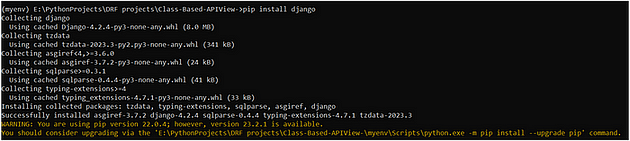 (myenv) E:\PythonProjects\DRF projects\Class-Based-APIView->pip install django
Collecting django
  Using cached Django-4.2.4-py3-none-any.whl (8.0 MB)
Collecting tzdata
  Using cached tzdata-2023.3-py2.py3-none-any.whl (341 kB)
Collecting asgiref<4,>=3.6.0
  Using cached asgiref-3.7.2-py3-none-any.whl (24 kB)
Collecting sqlparse>=0.3.1
  Using cached sqlparse-0.4.4-py3-none-any.whl (41 kB)
Collecting typing-extensions>=4
  Using cached typing_extensions-4.7.1-py3-none-any.whl (33 kB)
Installing collected packages: tzdata, typing-extensions, sqlparse, asgiref, django
Successfully installed asgiref-3.7.2 django-4.2.4 sqlparse-0.4.4 typing-extensions-4.7.1 tzdata-2023.3
WARNING: You are using pip version 22.0.4; however, version 23.2.1 is available.
You should consider upgrading via the 'E:\PythonProjects\DRF projects\Class-Based-APIView-\myenv\Scripts\python.exe -m pip install --upgrade pip' command.